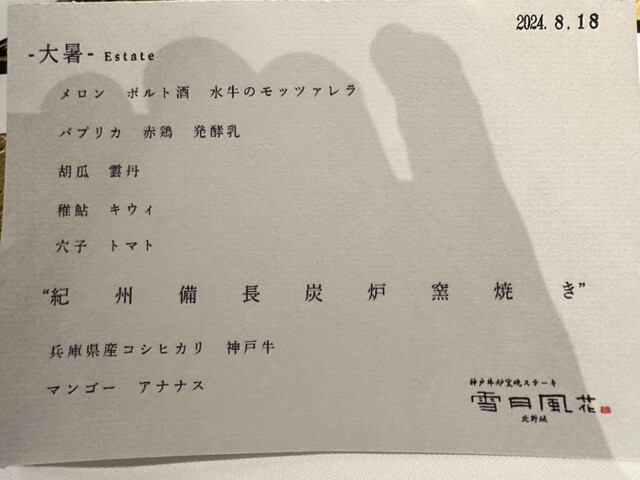 2024.8.18
-大暑- Estate
メロン ポルト酒 水牛のモッツァレラ
パプリカ 赤鶏 発酵乳
胡瓜 雲丹
稚鮎 キウィ
穴子 トマト
“紀州備長炭炉窯焼き”
兵庫県産コシヒカリ 神戸牛
マンゴー アナナス
神戸牛炉窯焼ステーキ
雪月風花
北野坂